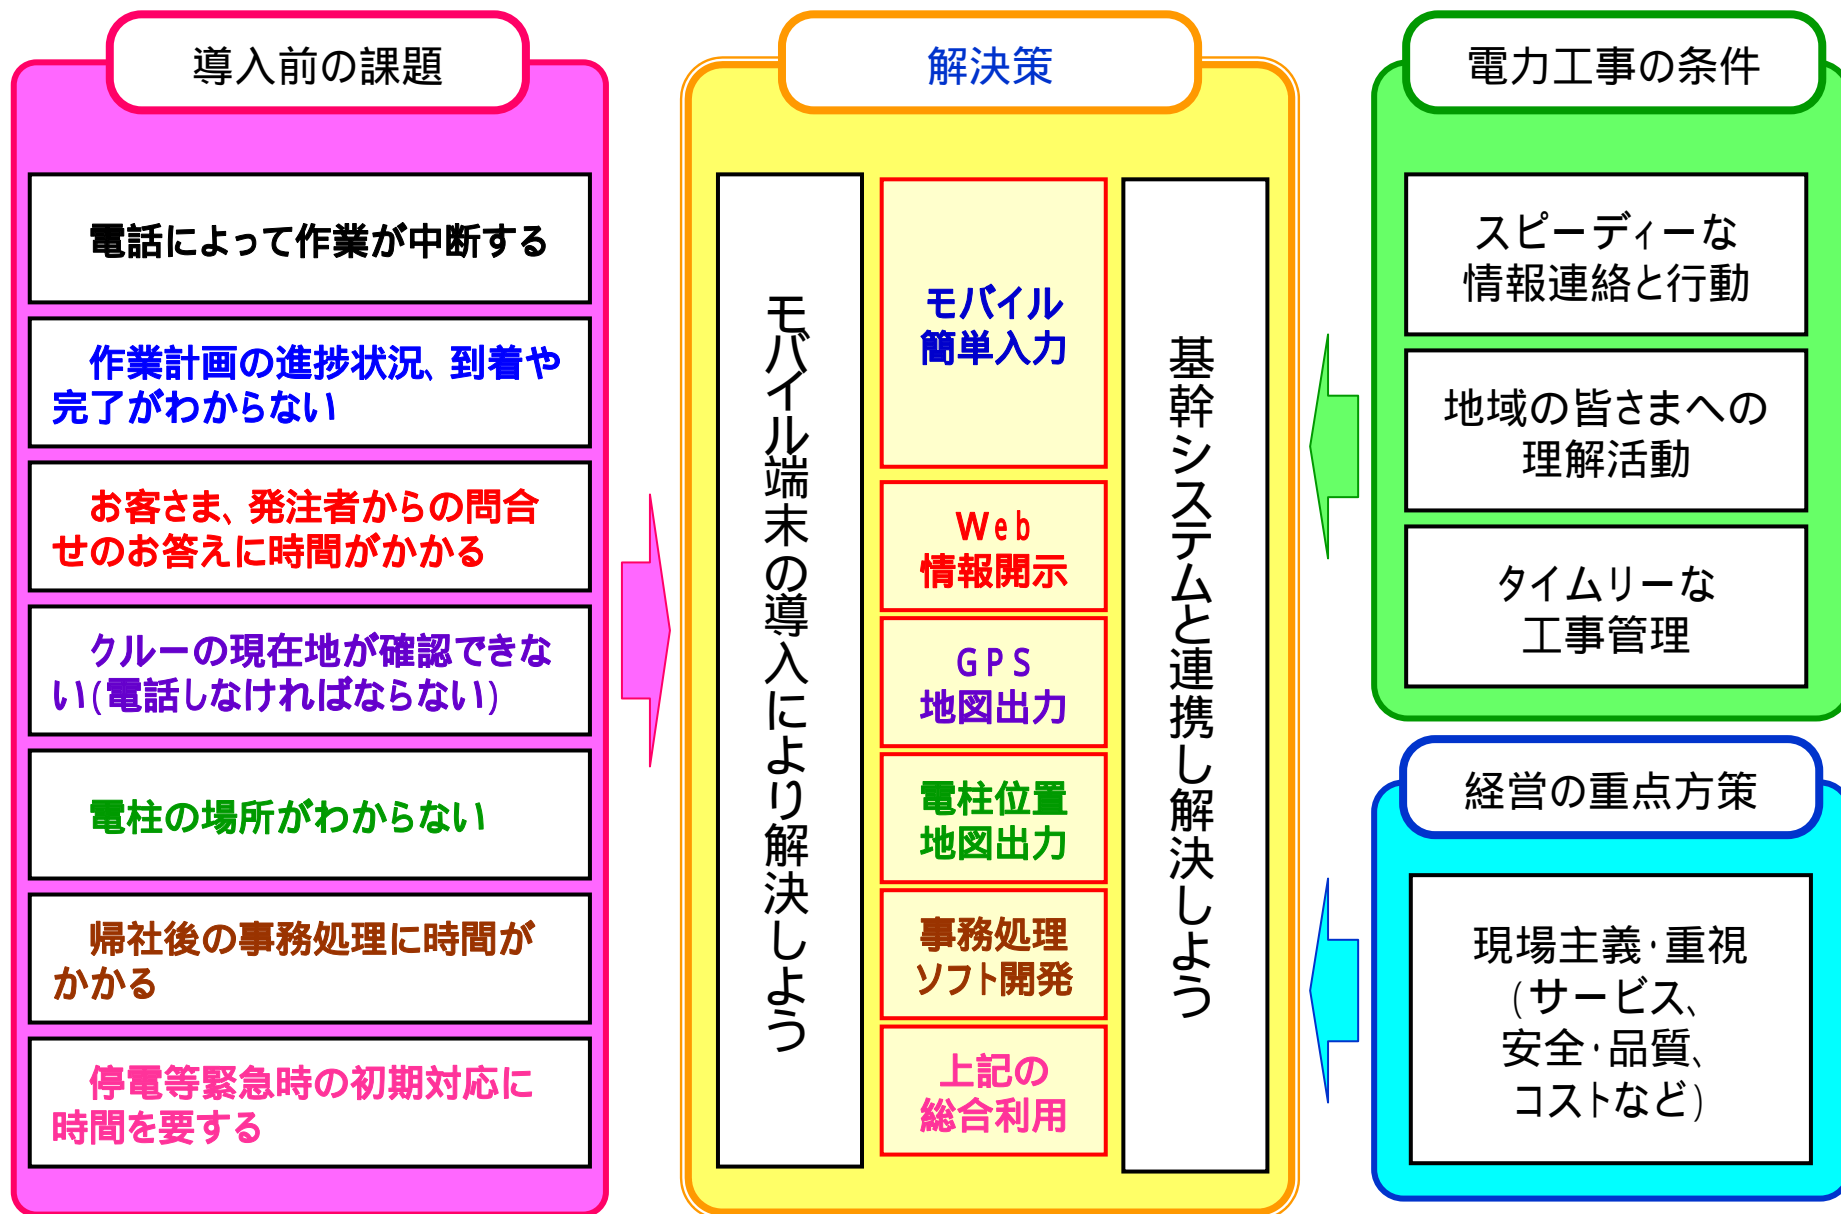 導入前の課題
電話によって作業が中断する
作業計画の進捗状況、到着や
完了がわからない
お客さま、発注者からの問合
せのお答えに時間がかかる
クルーの現在地が確認できな
い(電話しなければならない)
電柱の場所がわからない
帰社後の事務処理に時間が
かかる
停電等緊急時の初期対応に
時間を要する
解決策
モバイル端末の導入により解決しよう
モバイル
簡単入力
Web
情報開示
GPS
地図出力
電柱位置
地図出力
事務処理
ソフト開発
上記の
総合利用
基幹システムと連携し解決しよう
電力工事の条件
スピーディーな
情報連絡と行動
地域の皆さまへの
理解活動
タイムリーな
工事管理
経営の重点方策
現場主義・重視
(サービス、
安全・品質、
コストなど)